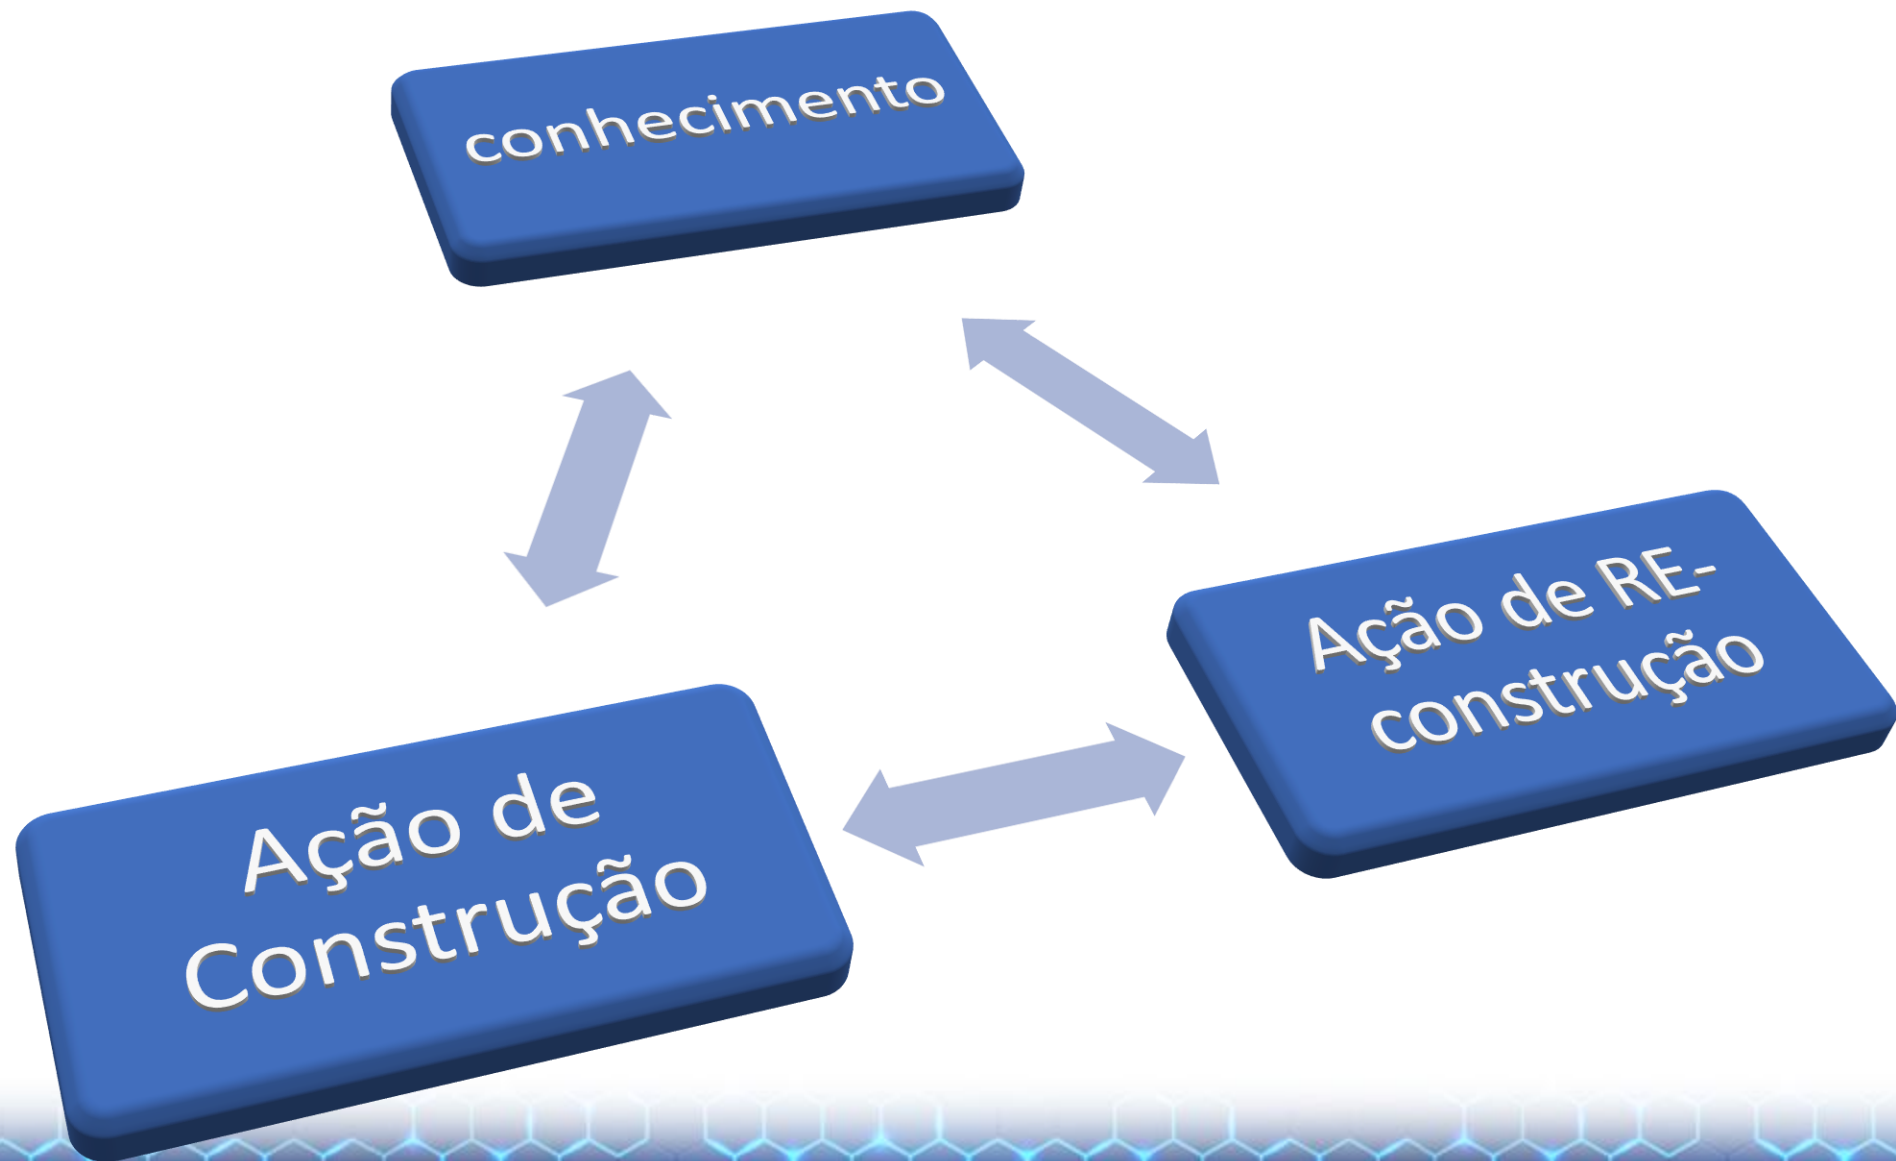 conhecimento
Ação de RE-
construção
Ação de
Construção